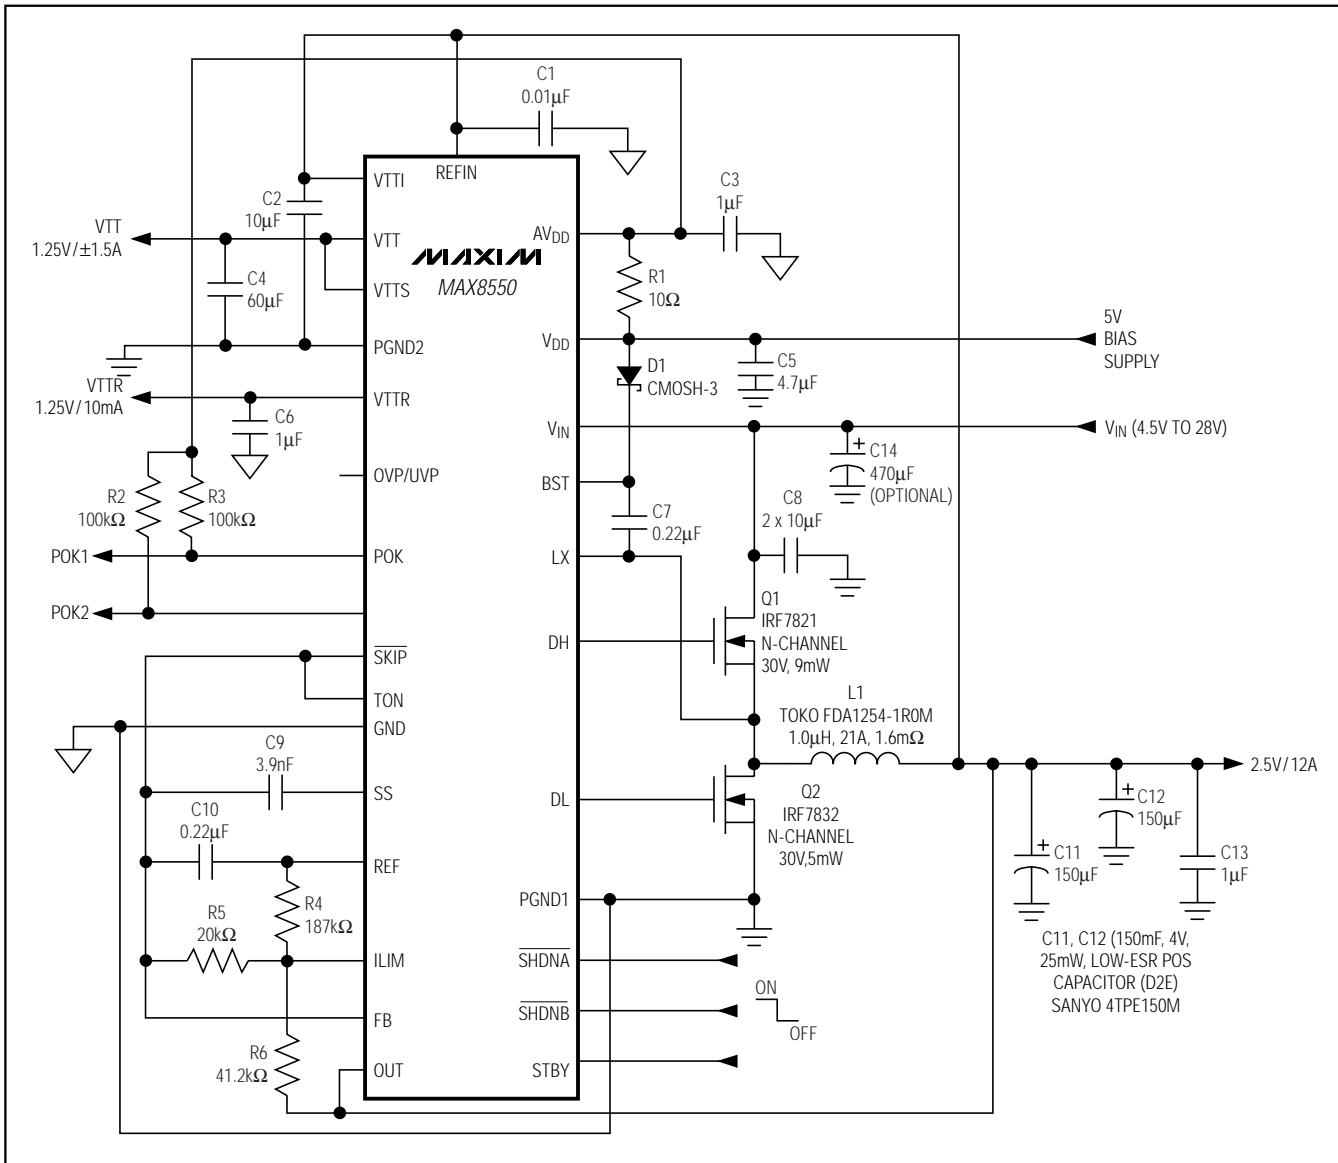 C1
0.01µF
REFIN
VTTI
C2
10µF
C3
1µF
VTT
1.25V/±1.5A
VTT
AVDD
MAXIM
MAX8550
C4
60µF
VTTS
R1
10Ω
PGND2
VDD
5V
BIAS
SUPPLY
D1
CMOSH-3
C5
4.7µF
VTTR
1.25V/10mA
VTTR
C6
1µF
VIN
VIN (4.5V TO 28V)
+
C14
470µF
(OPTIONAL)
OVP/UVP
BST
R2
100kΩ
R3
100kΩ
C7
0.22µF
C8
2 x 10µF
POK1
POK
LX
POK2
Q1
IRF7821
N-CHANNEL
30V, 9mW
DH
SKIP
TON
GND
L1
TOKO FDA1254-1R0M
1.0µH, 21A, 1.6mΩ
C9
3.9nF
2.5V/12A
SS
DL
Q2
IRF7832
N-CHANNEL
30V,5mW
+
C12
150µF
C10
0.22µF
REF
+
C11
150µF
C13
1µF
R4
187kΩ
PGND1
R5
20kΩ
ILIM
SHDNA
C11, C12 (150mF, 4V,
25mW, LOW-ESR POS
CAPACITOR (D2E)
SANYO 4TPE150M
FB
SHDNB
ON
OFF
R6
41.2kΩ
OUT
STBY